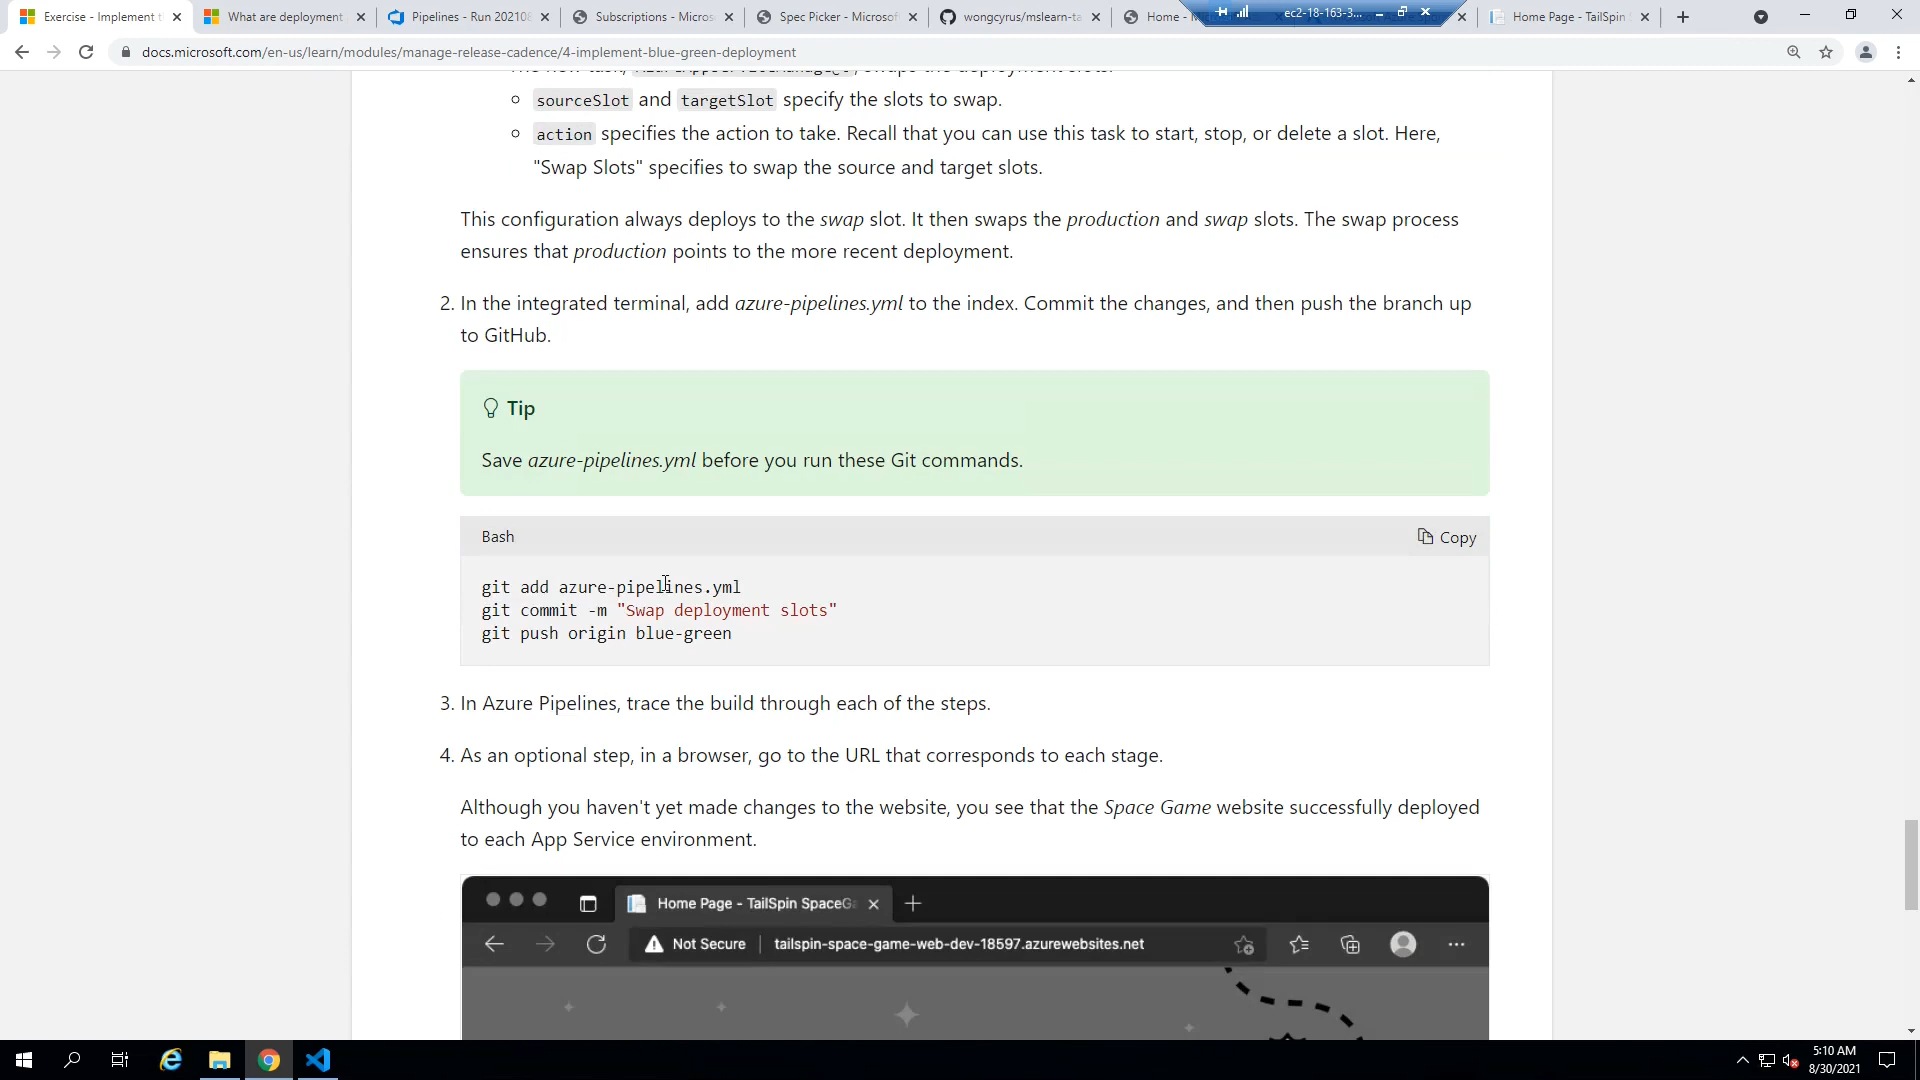 Exercise - Implement t
What are deployment
Pipelines - Run 20210
Subscriptions - Micros
Spec Picker - Microsof
wongcyrus/mslearn-ta
Home -
ec2-18-163-3...
Home Page - TailSpin
docs.microsoft.com/en-us/learn/modules/manage-release-cadence/4-implement-blue-green-deployment
sourceSlot and targetSlot specify the slots to swap.
action specifies the action to take. Recall that you can use this task to start, stop, or delete a slot. Here,
"Swap Slots" specifies to swap the source and target slots.
This configuration always deploys to the swap slot. It then swaps the production and swap slots. The swap process
ensures that production points to the more recent deployment.
2. In the integrated terminal, add azure-pipelines.yml to the index. Commit the changes, and then push the branch up
to GitHub.
Tip
Save azure-pipelines.yml before you run these Git commands.
Bash
Copy
git add azure-pipelines.yml
git commit -m "Swap deployment slots"
git push origin blue-green
3. In Azure Pipelines, trace the build through each of the steps.
4. As an optional step, in a browser, go to the URL that corresponds to each stage.
Although you haven't yet made changes to the website, you see that the Space Game website successfully deployed
to each App Service environment.
Home Page - TailSpin SpaceGa
Not Secure
tailspin-space-game-web-dev-18597.azurewebsites.net
5:10 AM
8/30/2021